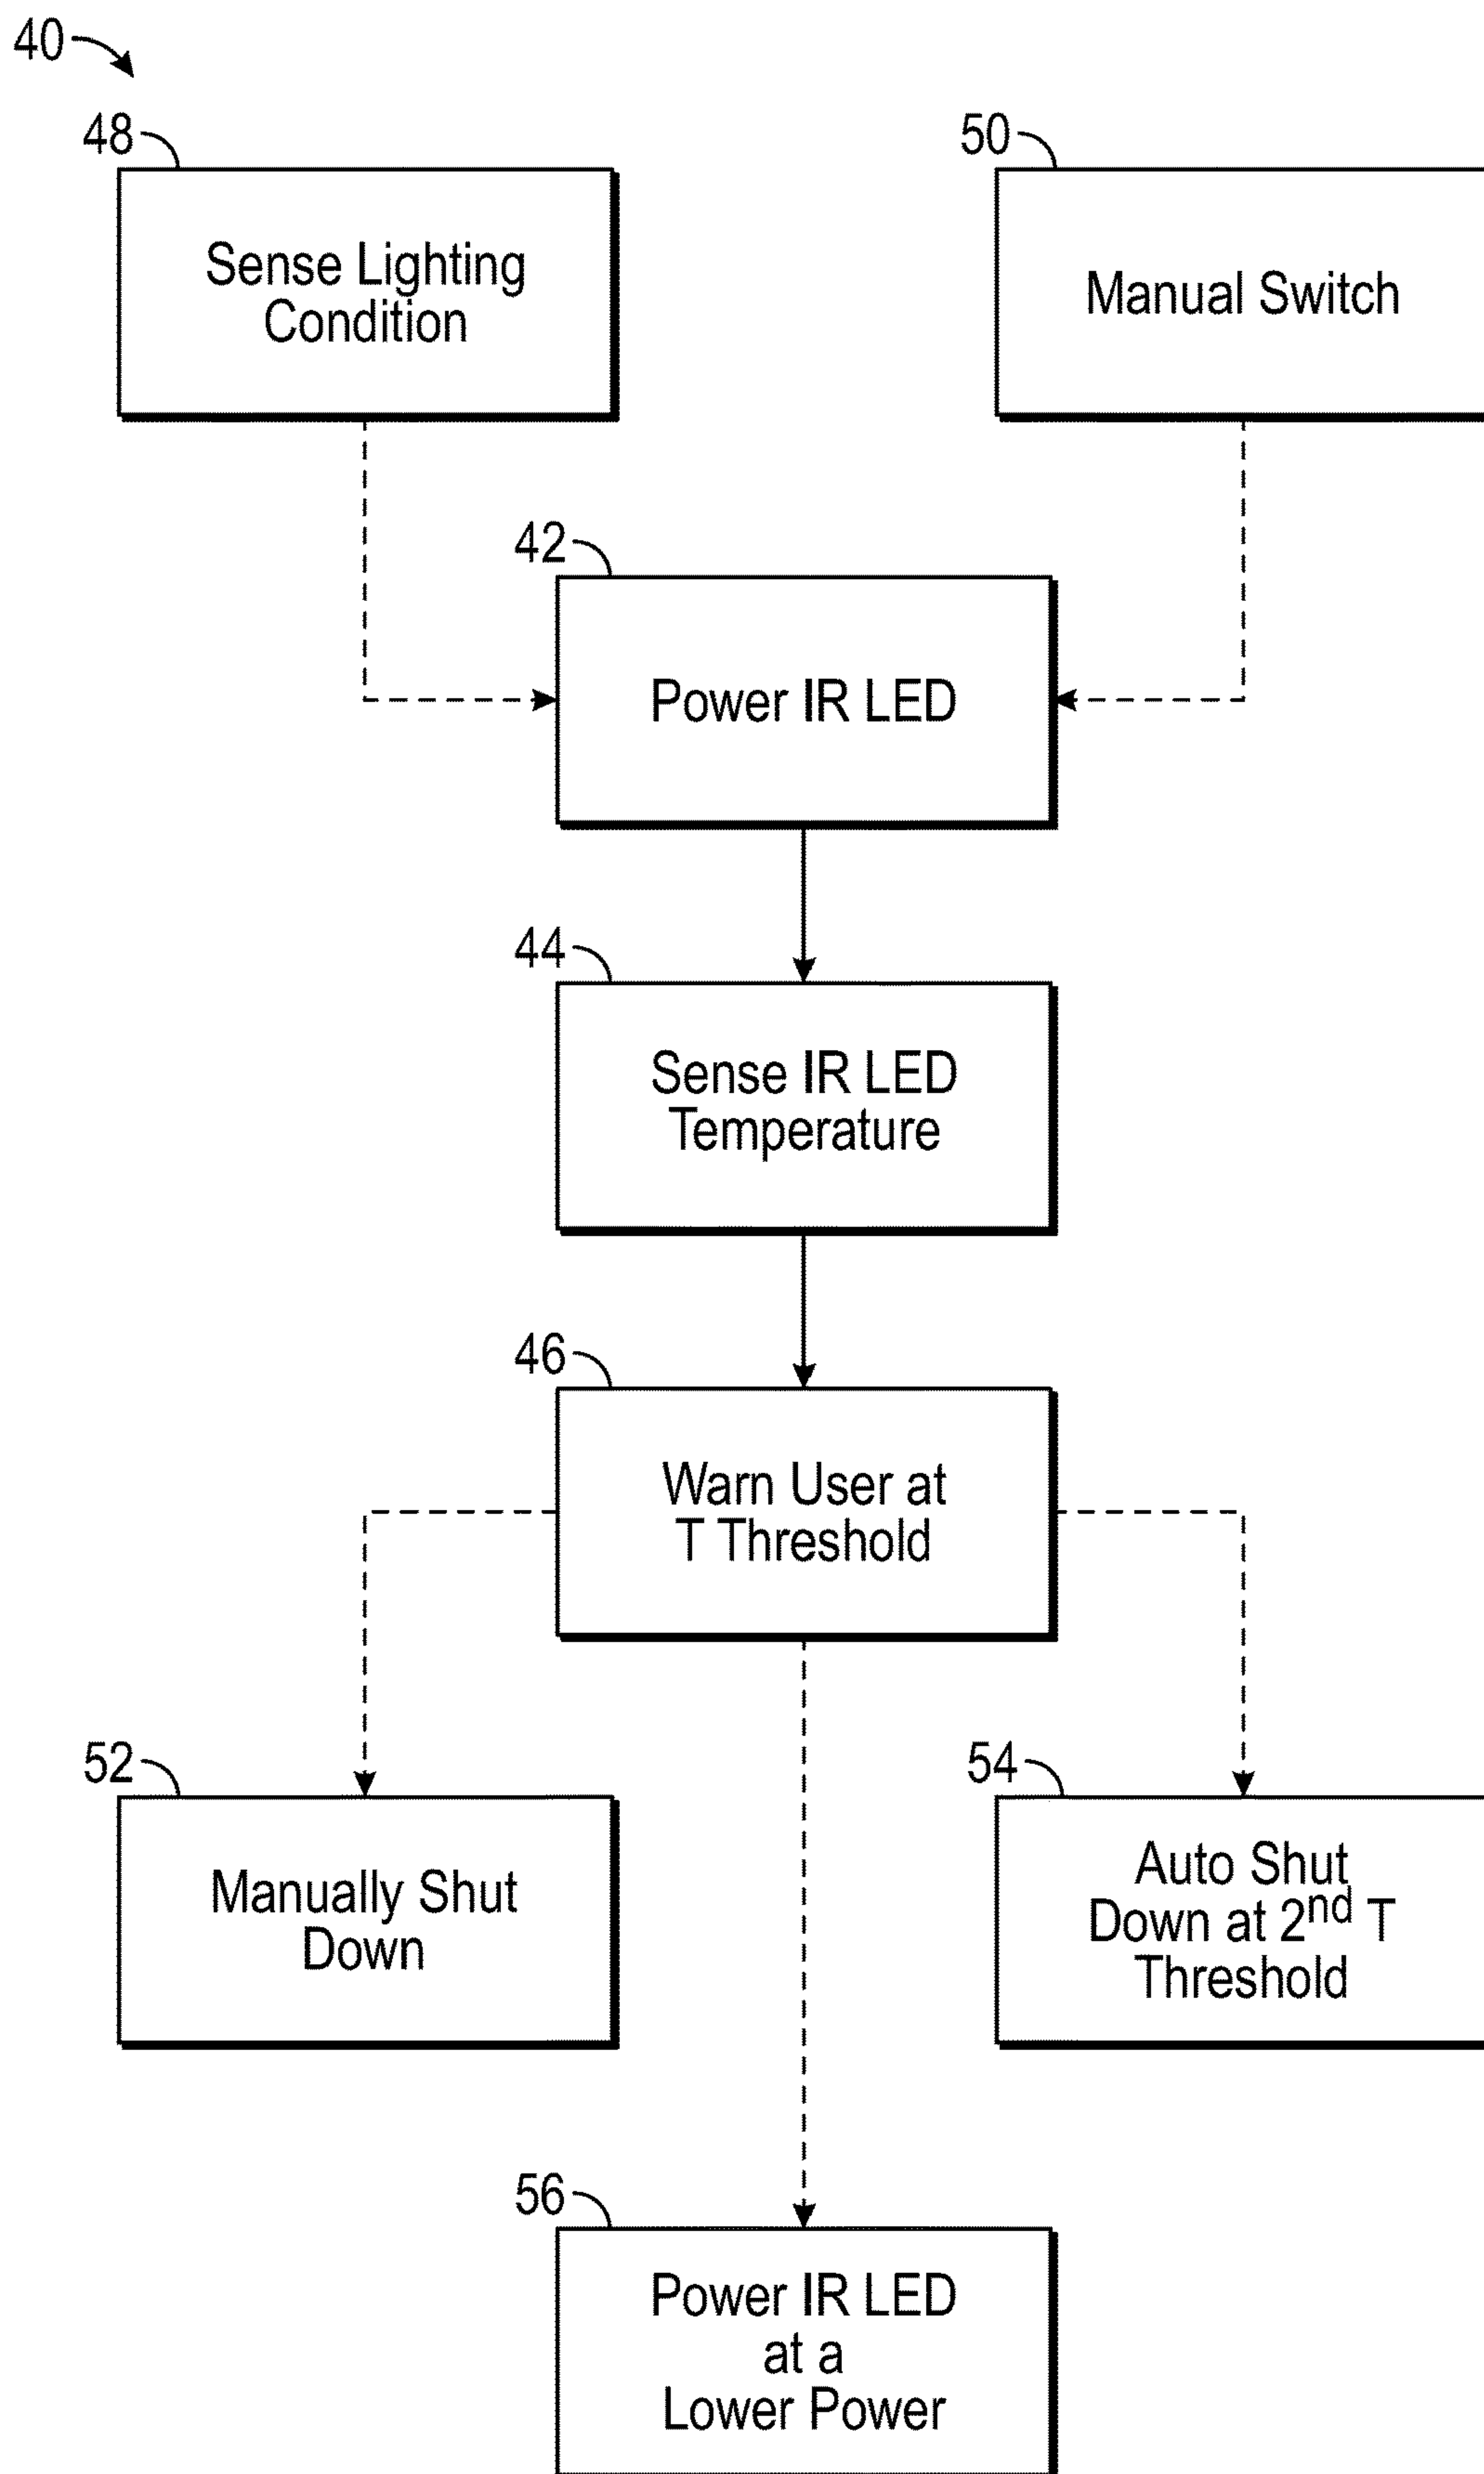 40
48
Sense Lighting
Condition
50
Manual Switch
42
Power IR LED
44
Sense IR LED
Temperature
46
Warn User at
T Threshold
52
Manually Shut
Down
54
Auto Shut
Down at 2nd T
Threshold
56
Power IR LED
at a
Lower Power